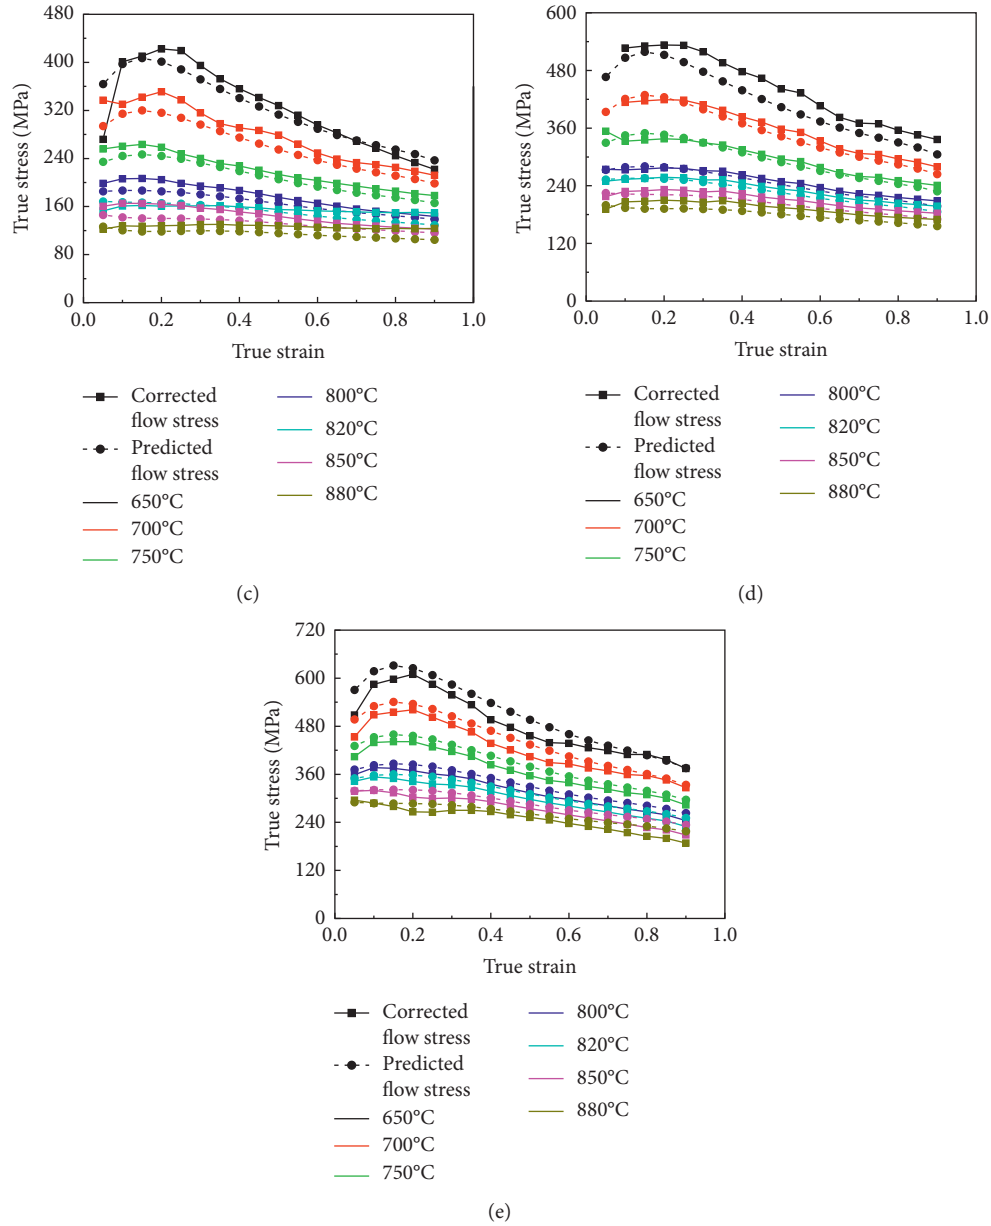 480
400
320
240
160
80
0
True stress (MPa)
0.0 0.2 0.4 0.6 0.8 1.0
True strain
Corrected
flow stress
Predicted
flow stress
650°C
700°C
750°C
800°C
820°C
850°C
880°C
(c)
600
480
360
240
120
0
True stress (MPa)
0.0 0.2 0.4 0.6 0.8 1.0
True strain
Corrected
flow stress
Predicted
flow stress
650°C
700°C
750°C
800°C
820°C
850°C
880°C
(d)
720
600
480
360
240
120
0
True stress (MPa)
0.0 0.2 0.4 0.6 0.8 1.0
True strain
Corrected
flow stress
Predicted
flow stress
650°C
700°C
750°C
800°C
820°C
850°C
880°C
(e)